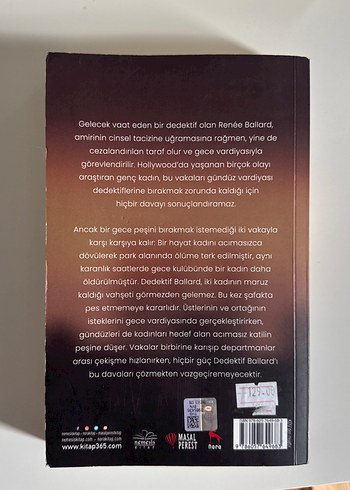 Gelecek vaat eden bir dedektif olan Renée Ballard,
amirinin cinsel tacizine uğramasına rağmen, yine de
cezalandırılan taraf olur ve gece vardiyasıyla
görevlendirilir. Hollywood'da yaşanan birçok olayı
araştıran genç kadın, bu vakaları gündüz vardiyası
dedektiflerine bırakmak zorunda kaldığı için
hiçbir davayı sonuçlandıramaz.
Ancak bir gece peşini bırakmak istemediği iki vakayla
karşı karşıya kalır: Bir hayat kadını acımasızca
dövülerek park alanında ölüme terk edilmiştir, aynı
karanlık saatlerde gece kulübünde bir kadın daha
öldürülmüştür. Dedektif Ballard, iki kadının maruz
kaldığı vahşeti görmezden gelemez. Bu kez şafakta
pes etmemeye kararlıdır: Üstlerinin ve ortağının
isteklerini gece vardiyasında gerçekleştirirken,
gündüzleri de kadınları hedef alan acımasız katilin
peşine düşer. Vakalar birbirine karışıp departmanlar
arası çekişme hızlanırken, hiçbir güç Dedektif Ballard'ı
bu davaları çözmekten vazgeçiremeyecektir.
www.kitap365.com
nemesis
KİTAP
MASAL
PEREST
flora